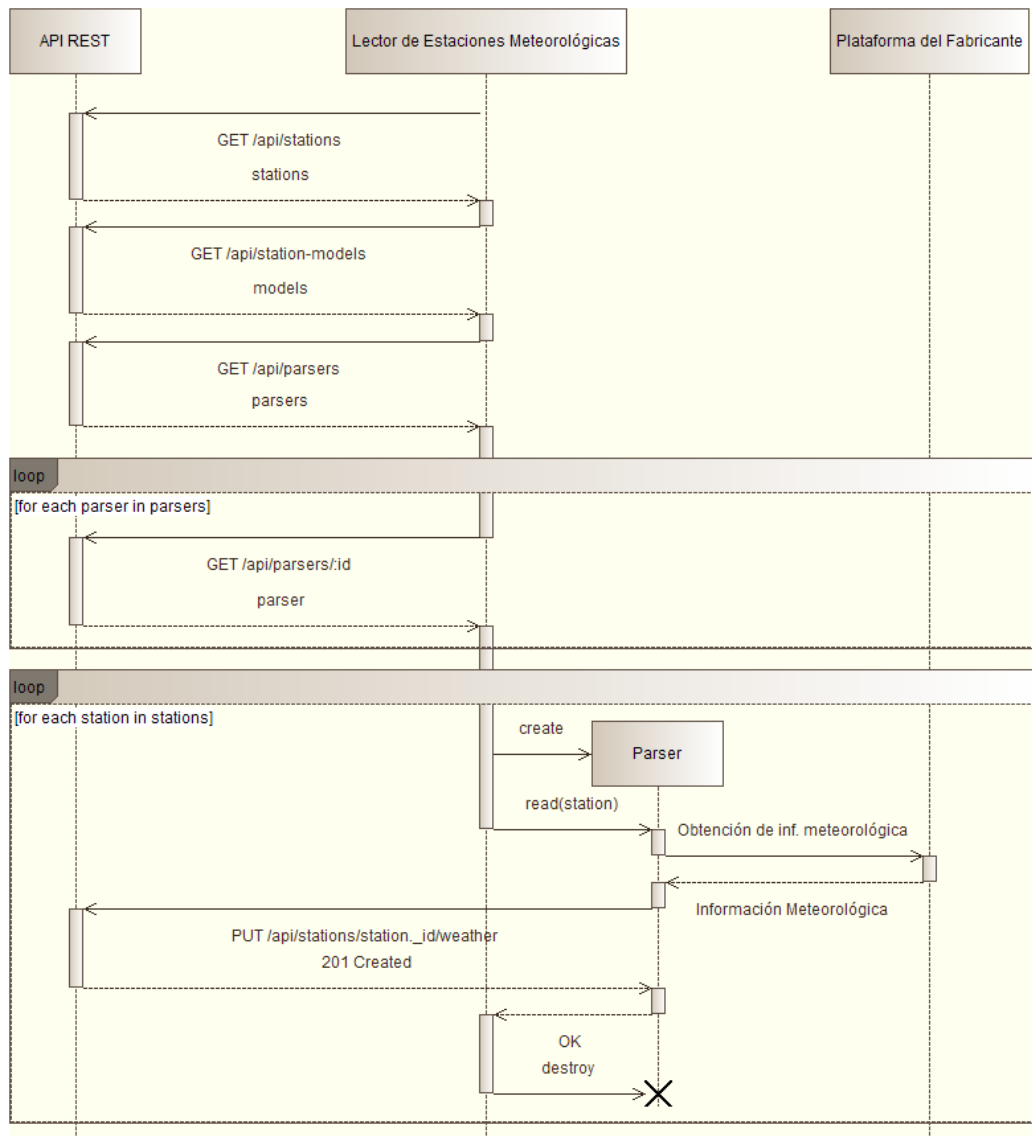 API REST
Lector de Estaciones Meteorológicas
Plataforma del Fabricante
GET /api/stations
stations
GET /api/station-models
models
GET /api/parsers
parsers
loop
[for each parser in parsers]
GET /api/parsers/:id
parser
loop
[for each station in stations]
create
Parser
read(station)
Obtención de inf. meteorológica
Información Meteorológica
PUT /api/stations/station._id/weather
201 Created
OK
destroy